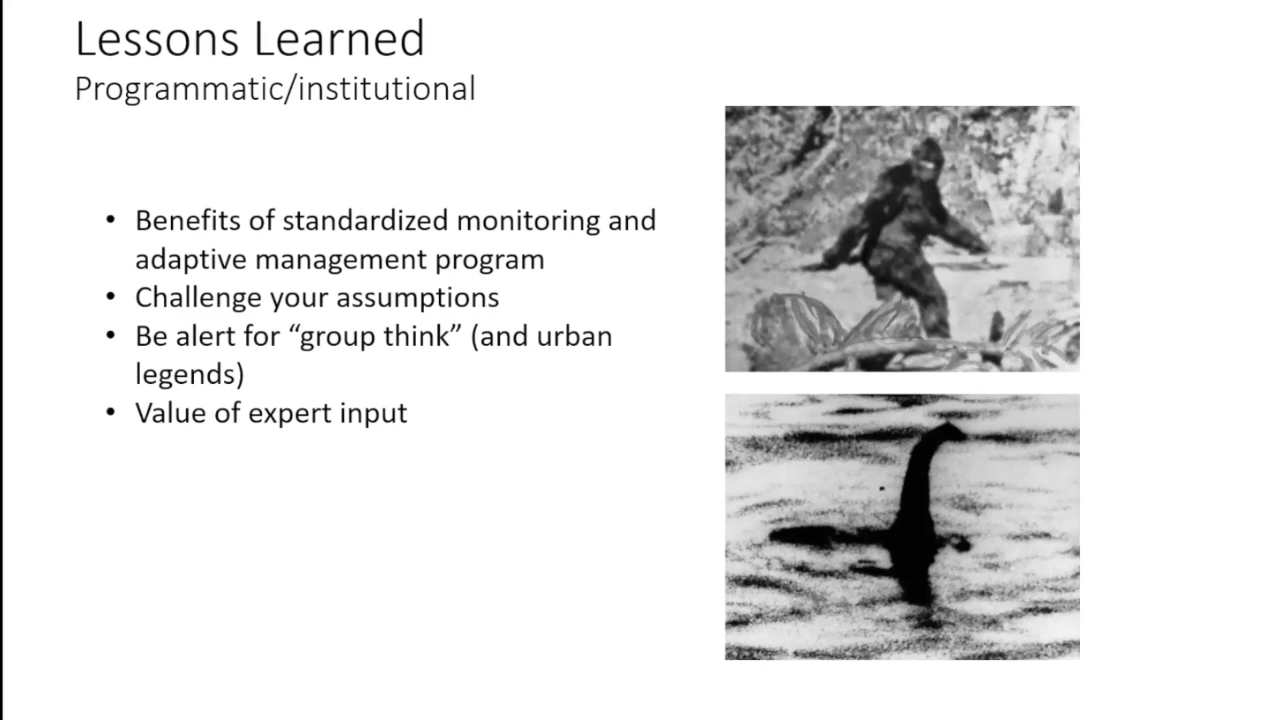 Lessons Learned
Programmatic/institutional
• Benefits of standardized monitoring and
adaptive management program
• Challenge your assumptions
• Be alert for “group think” (and urban
legends)
• Value of expert input